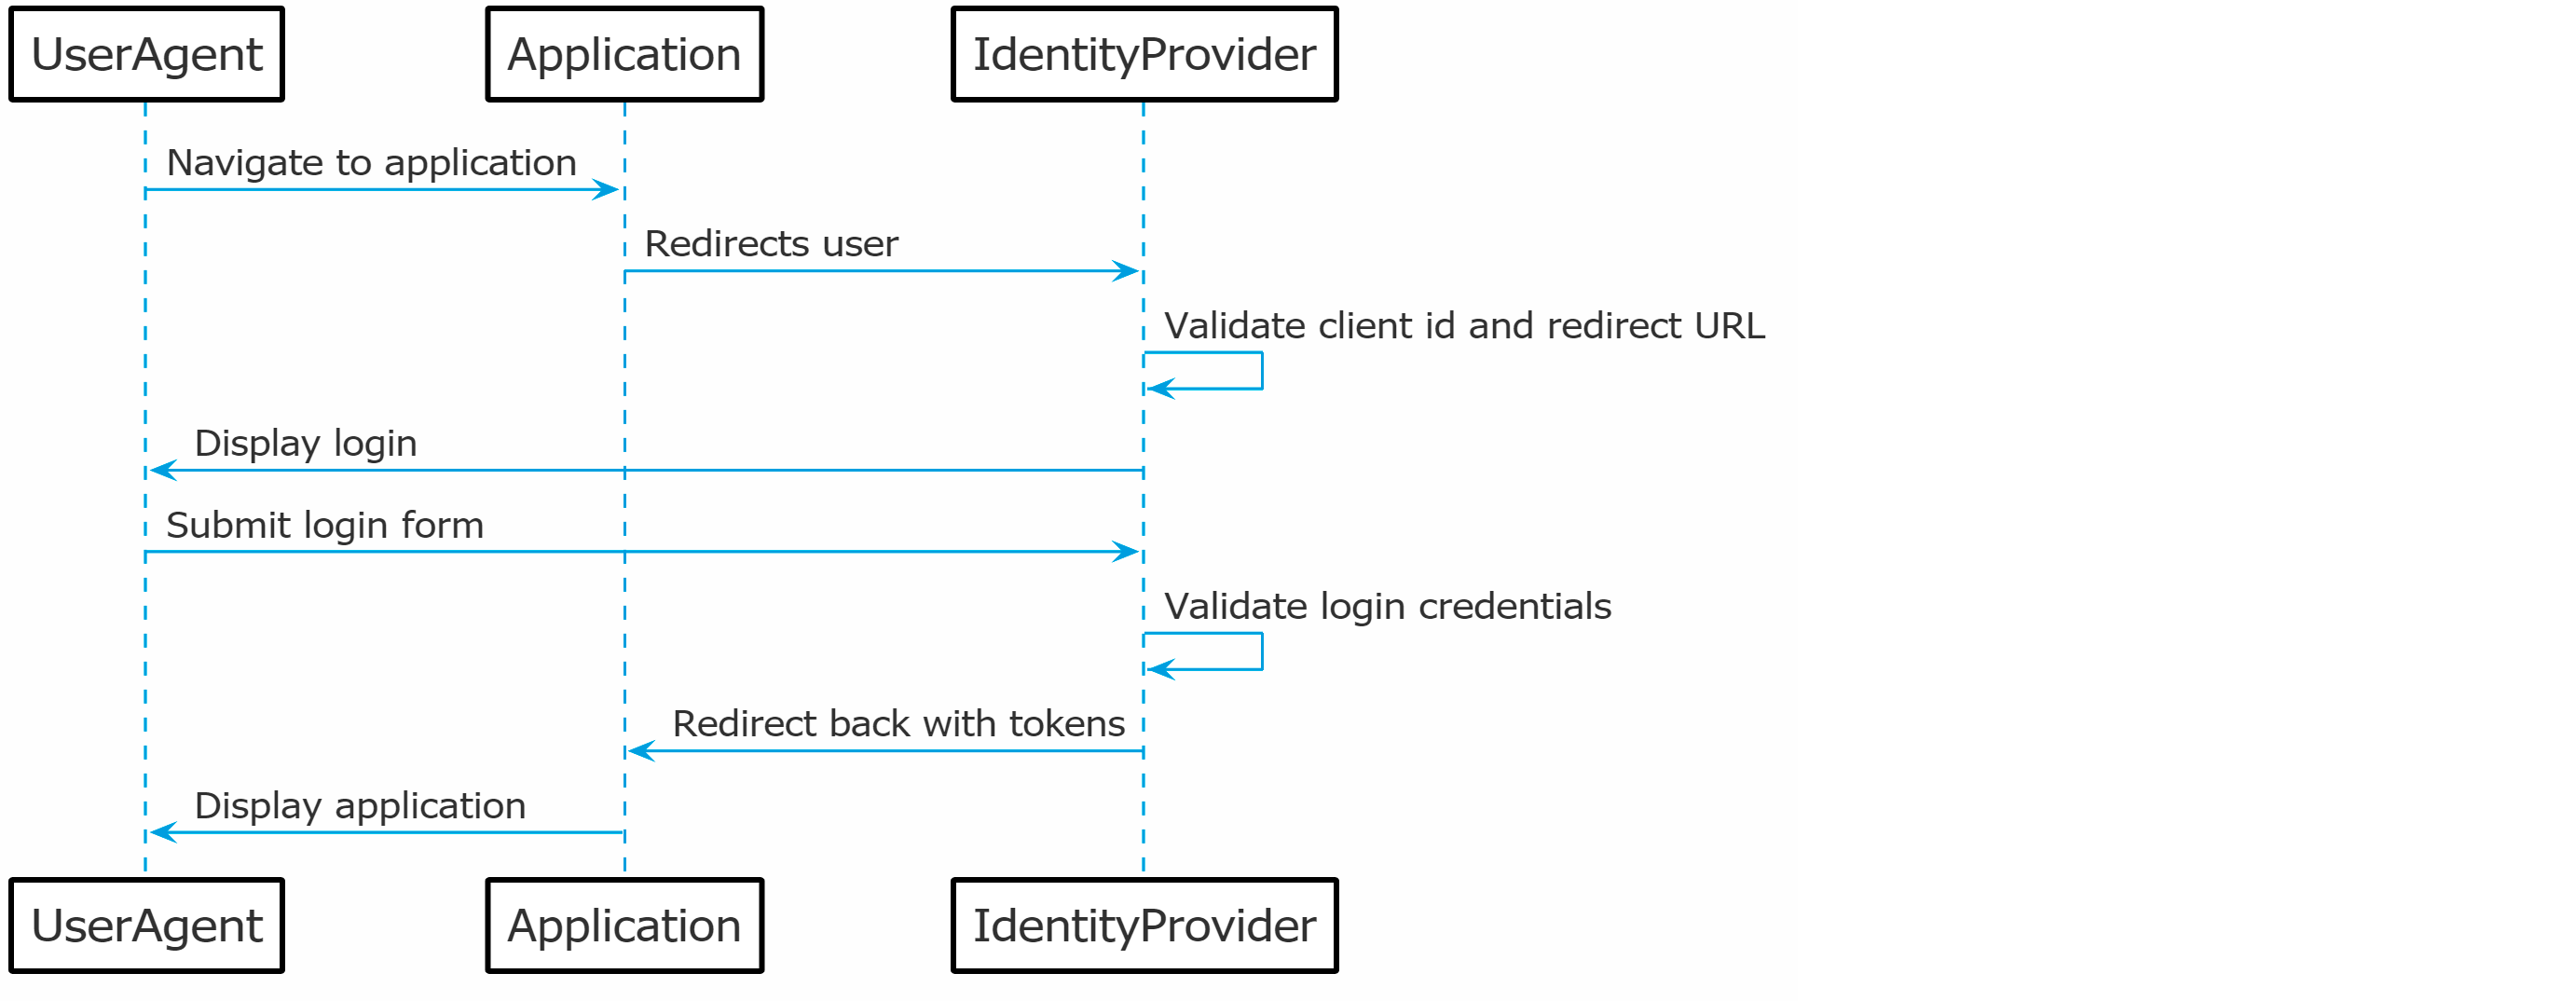 UserAgent
Application
IdentityProvider
Navigate to application
Redirects user
Validate client id and redirect URL
Display login
Submit login form
Validate login credentials
Redirect back with tokens
Display application
UserAgent
Application
IdentityProvider